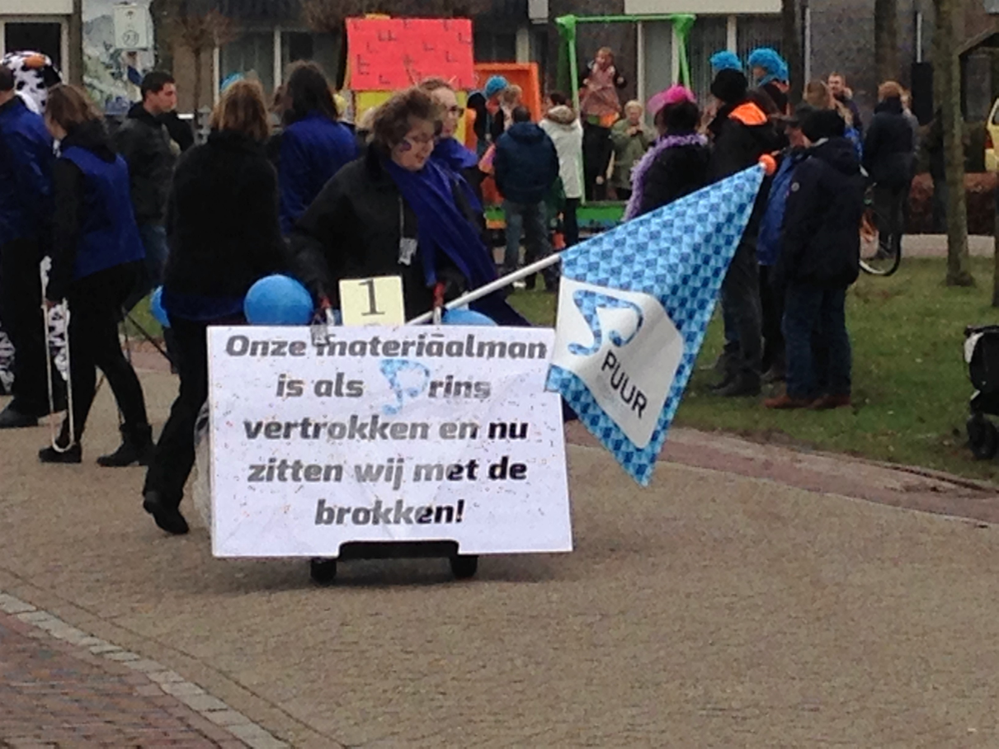 1
Onze materiaalman
is als Prins
vertrokken en nu
zitten wij met de
brokken!
PUUR